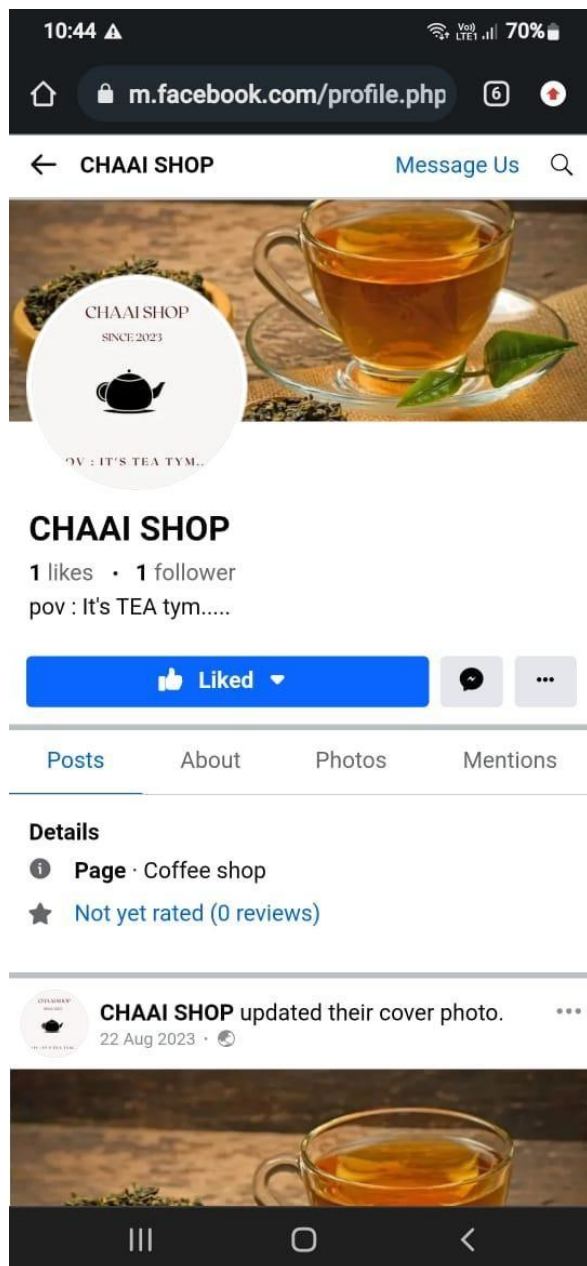 10:44
Vo)) LTE1 70%
m.facebook.com/profile.php 6
CHAAI SHOP Message Us
CHAAI SHOP
SINCE 2023
OV : IT'S TEA TYM..
CHAAI SHOP
1 likes · 1 follower
pov : It's TEA tym.....
Liked
Posts About Photos Mentions
Details
Page · Coffee shop
Not yet rated (0 reviews)
CHAAI SHOP updated their cover photo.
22 Aug 2023 ·